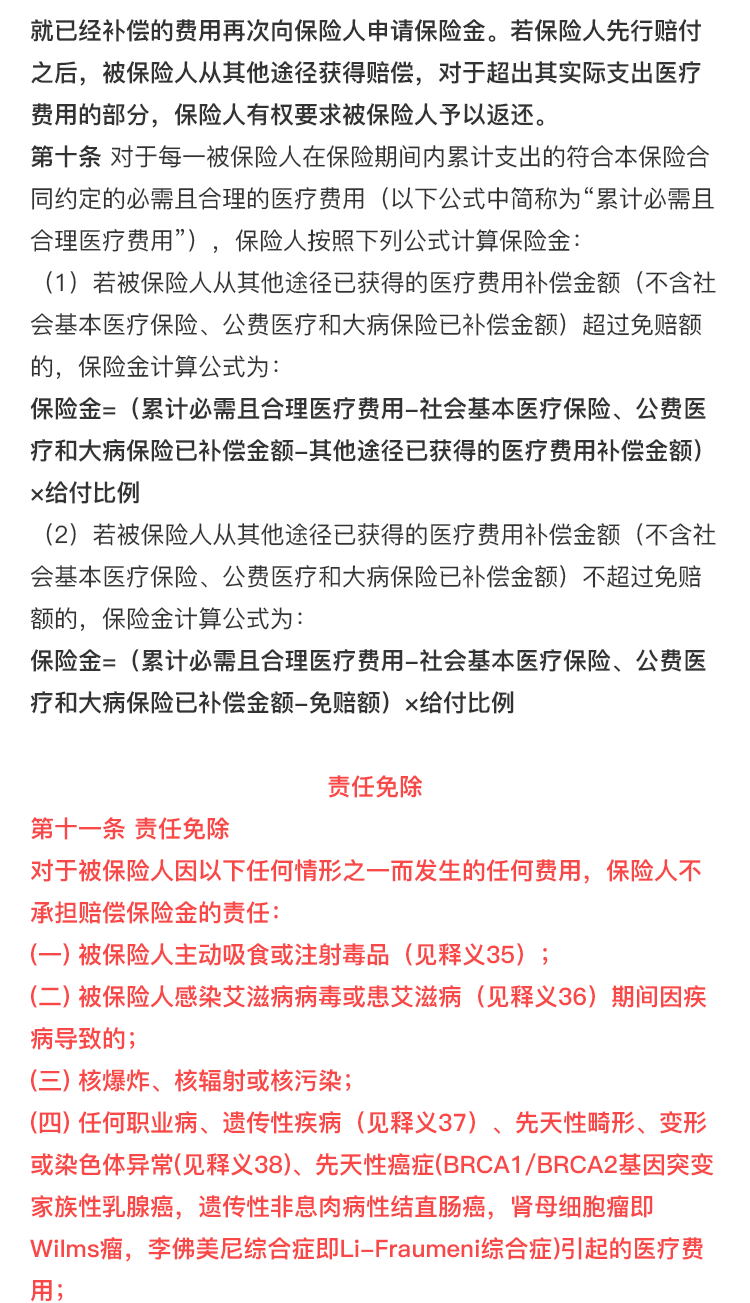 就已经补偿的费用再次向保险人申请保险金。若保险人先行赔付
之后，被保险人从其他途径获得赔偿，对于超出其实际支出医疗
费用的部分，保险人有权要求被保险人予以返还。
第十条 对于每一被保险人在保险期间内累计支出的符合本保险合
同约定的必需且合理的医疗费用（以下公式中简称为“累计必需且
合理医疗费用”），保险人按照下列公式计算保险金：
（1）若被保险人从其他途径已获得的医疗费用补偿金额（不含社
会基本医疗保险、公费医疗和大病保险已补偿金额）超过免赔额
的，保险金计算公式为：
保险金=（累计必需且合理医疗费用-社会基本医疗保险、公费医
疗和大病保险已补偿金额-其他途径已获得的医疗费用补偿金额）
×给付比例
（2）若被保险人从其他途径已获得的医疗费用补偿金额（不含社
会基本医疗保险、公费医疗和大病保险已补偿金额）不超过免赔
额的，保险金计算公式为：
保险金=（累计必需且合理医疗费用-社会基本医疗保险、公费医
疗和大病保险已补偿金额-免赔额）×给付比例
责任免除
第十一条 责任免除
对于被保险人因以下任何情形之一而发生的任何费用，保险人不
承担赔偿保险金的责任：
(一) 被保险人主动吸食或注射毒品（见释义35）；
(二) 被保险人感染艾滋病病毒或患艾滋病（见释义36）期间因疾
病导致的；
(三) 核爆炸、核辐射或核污染；
(四) 任何职业病、遗传性疾病（见释义37）、先天性畸形、变形
或染色体异常(见释义38)、先天性癌症(BRCA1/BRCA2基因突变
家族性乳腺癌，遗传性非息肉病性结直肠癌，肾母细胞瘤即
Wilms瘤，李佛美尼综合症即Li-Fraumeni综合症)引起的医疗费
用；